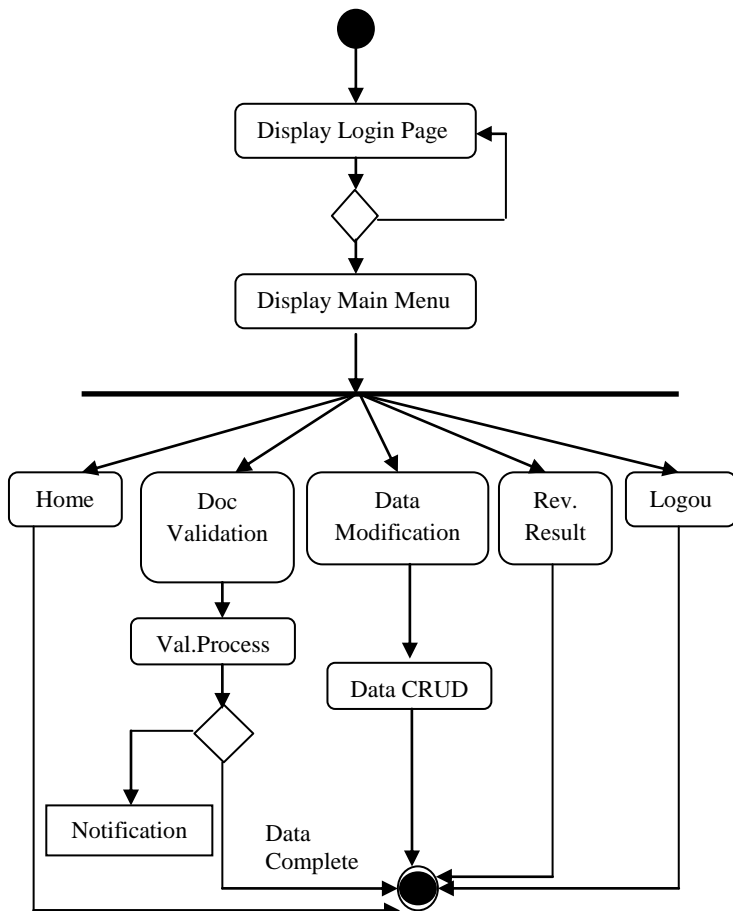 Display Login Page
Display Main Menu
Home
Doc
Validation
Data
Modification
Rev.
Result
Logou
Val.Process
Data CRUD
Notification
Data
Complete